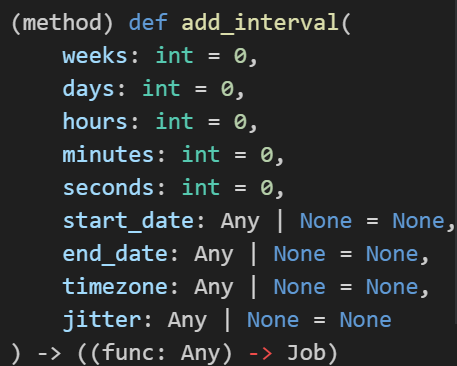 (method) def add_interval(
    weeks: int = 0,
    days: int = 0,
    hours: int = 0,
    minutes: int = 0,
    seconds: int = 0,
    start_date: Any | None = None,
    end_date: Any | None = None,
    timezone: Any | None = None,
    jitter: Any | None = None
) -> ((func: Any) -> Job)